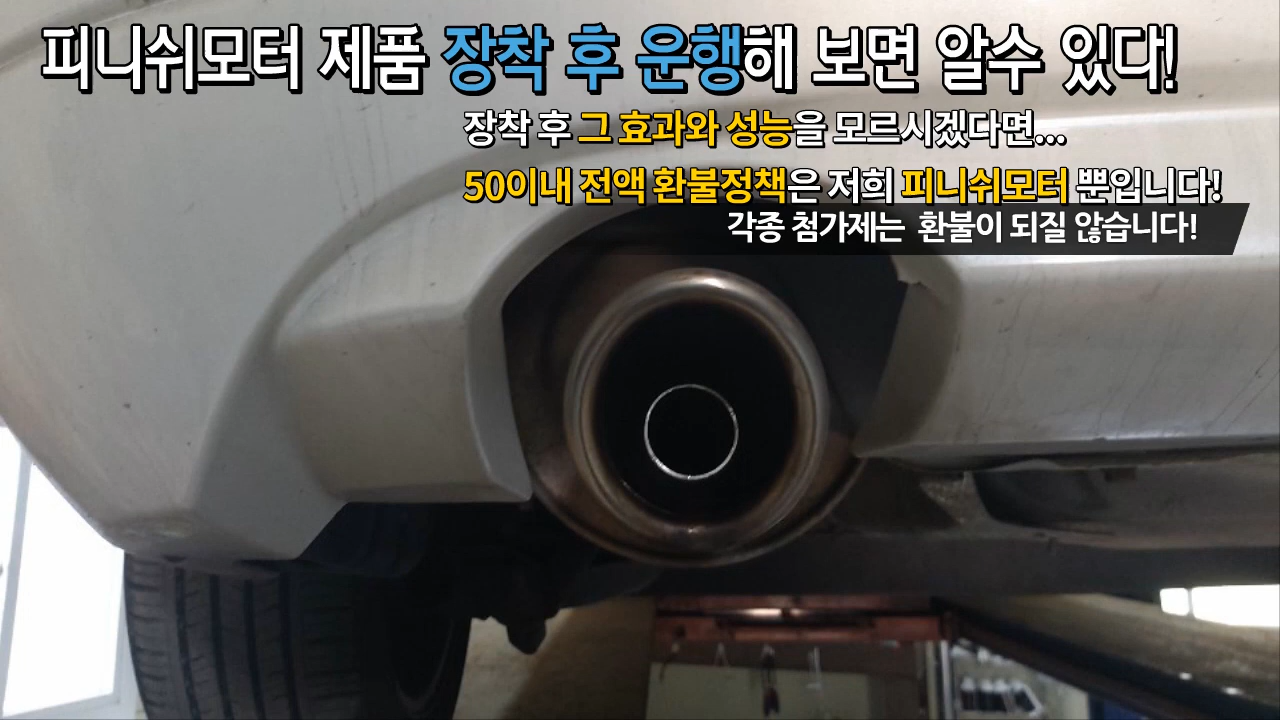 피니쉬모터 제품 장착 후 운행해 보면 알수 있다!
장착 후 그 효과와 성능을 모르시겠다면...
50이내 전액 환불정책은 저희 피니쉬모터 뿐입니다!
각종 첨가제는 환불이 되질 않습니다!